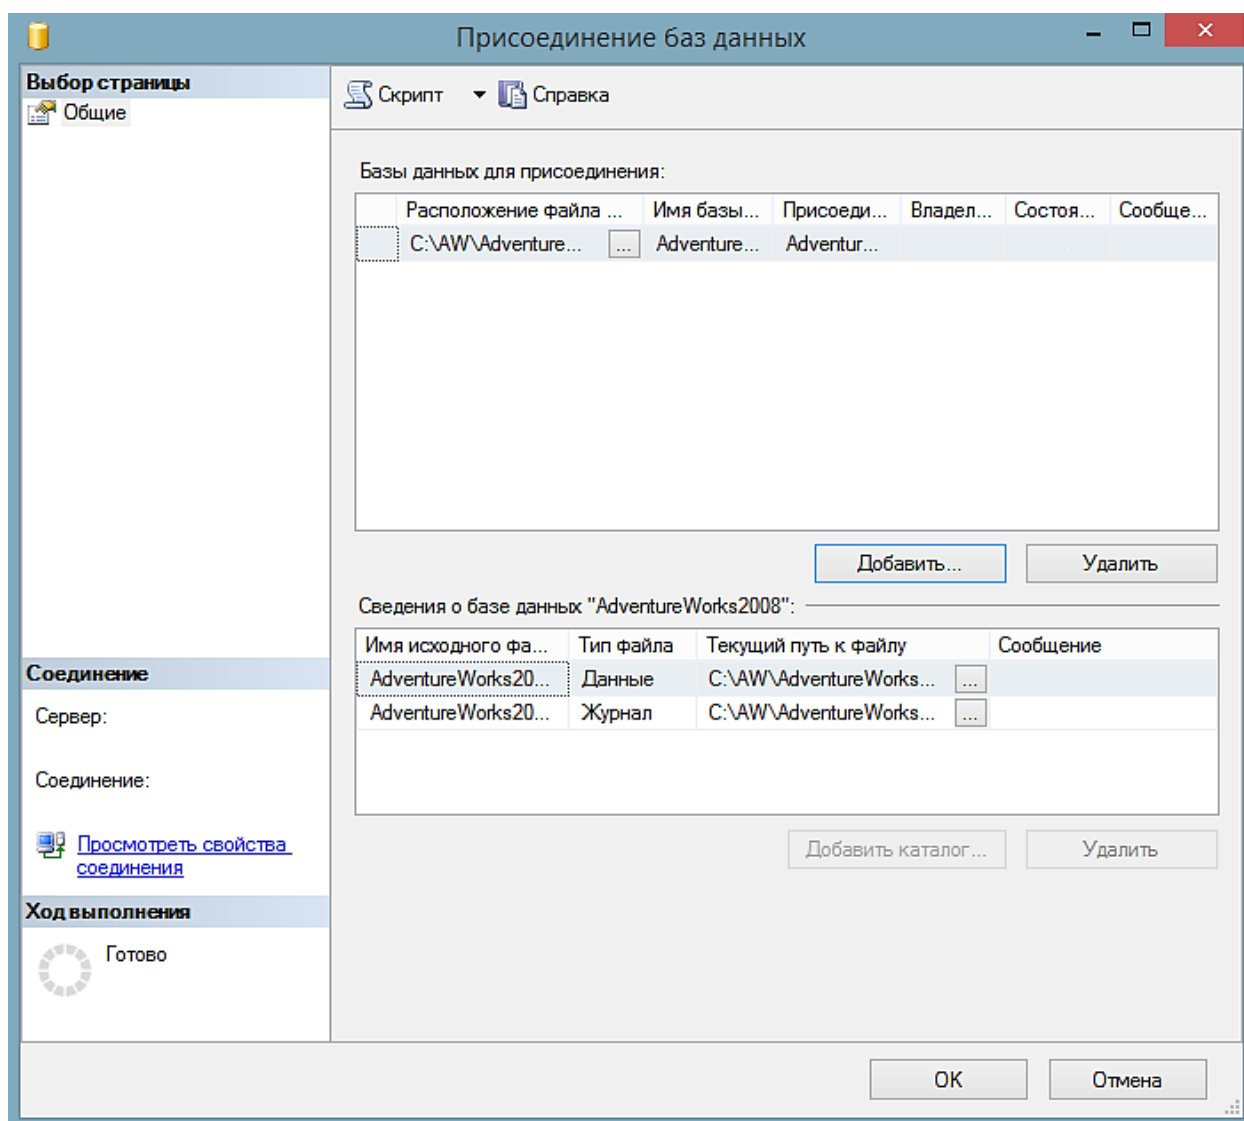 Присоединение баз данных
Выбор страницы
Общие
Скрипт Справка
Базы данных для присоединения:
Расположение файла ... Имя базы... Присоеди... Владел... Состоя... Сообще...
C:\AW\Adventure... ... Adventure... Adventur...
Добавить... Удалить
Сведения о базе данных "AdventureWorks2008":
Имя исходного фа... Тип файла Текущий путь к файлу Сообщение
AdventureWorks20... Данные C:\AW\AdventureWorks... ...
AdventureWorks20... Журнал C:\AW\AdventureWorks... ...
Добавить каталог... Удалить
Соединение
Сервер:
Соединение:
Просмотреть свойства
соединения
Ход выполнения
Готово
ОК Отмена